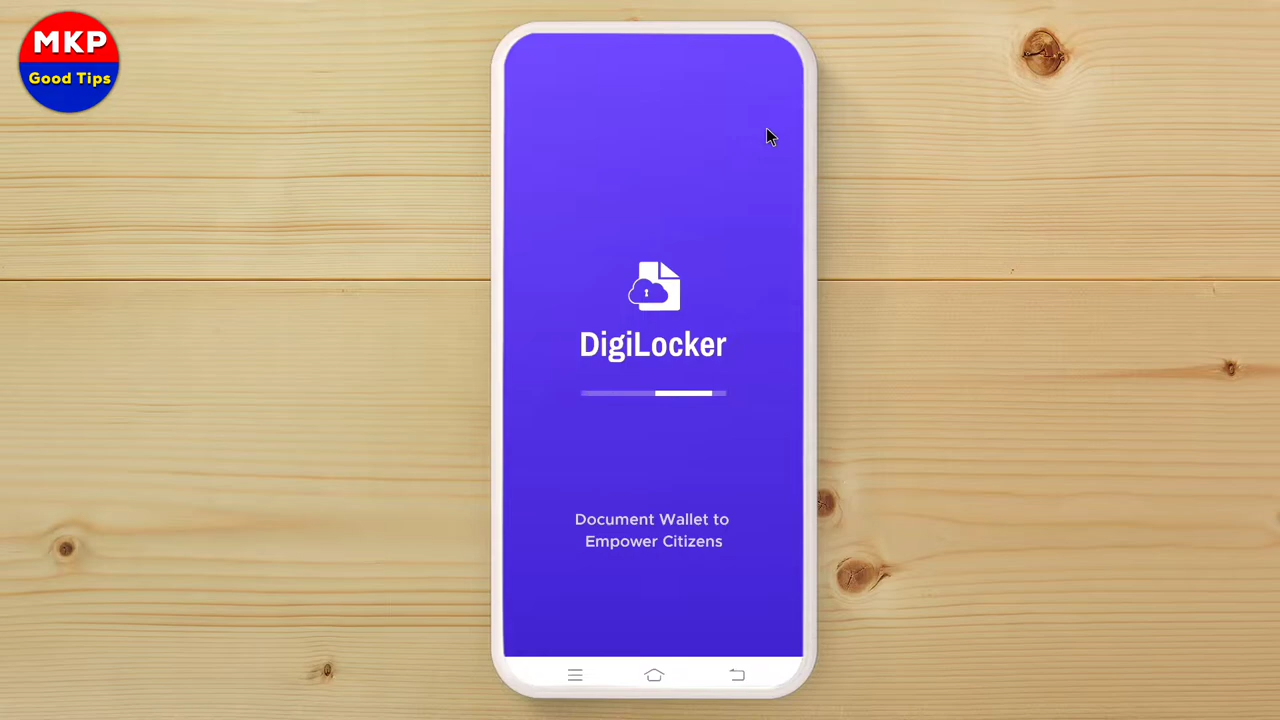 MKP
Good Tips
DigiLocker
Document Wallet to
Empower Citizens